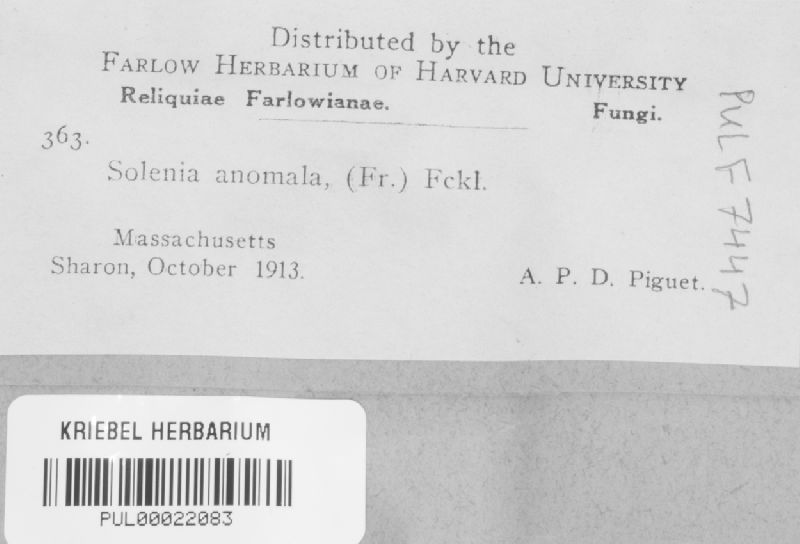 Distributed by the
FARLOW HERBARIUM OF HARVARD UNIVERSITY
Reliquiae Farlowianae. Fungi.
363.
Solenia anomala, (Fr.) Fckl.
Massachusetts
Sharon, October 1913.
A. P. D. Piguet.
PUL F 7447
KRIEBEL HERBARIUM
PUL00022083